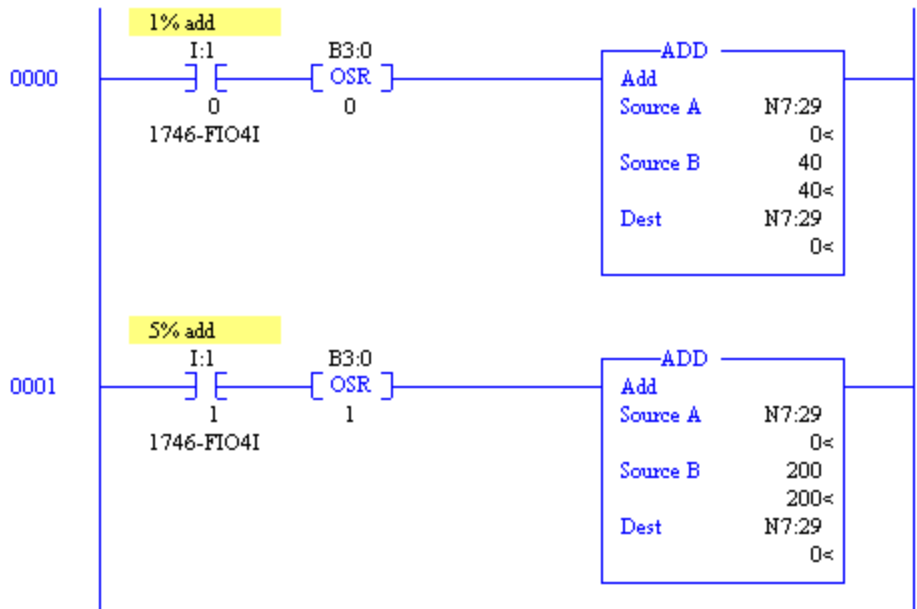 1% add
I:1 B3:0 ADD
0000 OSR Add
0 0 Source A N7:29
1746-FIO4I 0<
Source B 40
40<
Dest N7:29
0<
5% add
I:1 B3:0 ADD
0001 OSR Add
1 1 Source A N7:29
1746-FIO4I 0<
Source B 200
200<
Dest N7:29
0<